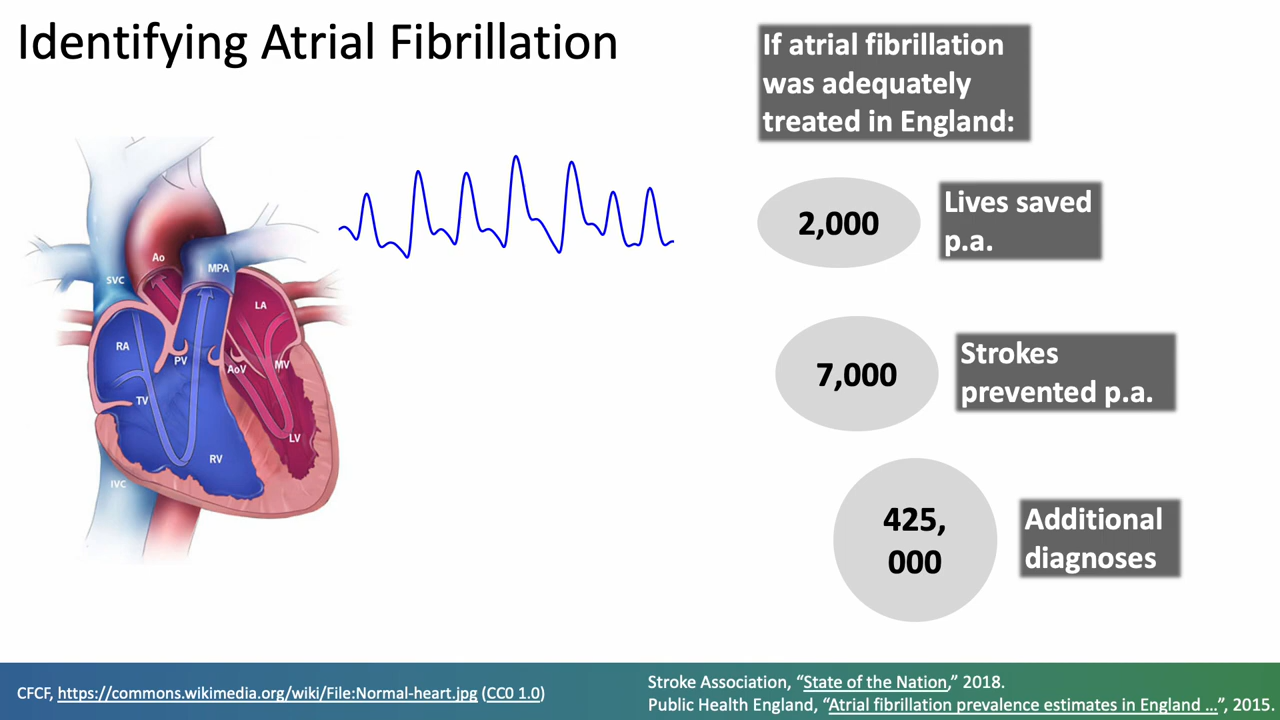 Identifying Atrial Fibrillation
If atrial fibrillation
was adequately
treated in England:
2,000
Lives saved
p.a.
7,000
Strokes
prevented p.a.
425,
000
Additional
diagnoses
Ao
MPA
SVC
LA
RA
PV
AoV
MV
TV
LV
RV
IVC
CFCF, https://commons.wikimedia.org/wiki/File:Normal-heart.jpg (CC0 1.0)
Stroke Association, “State of the Nation,” 2018.
Public Health England, “Atrial fibrillation prevalence estimates in England …”, 2015.